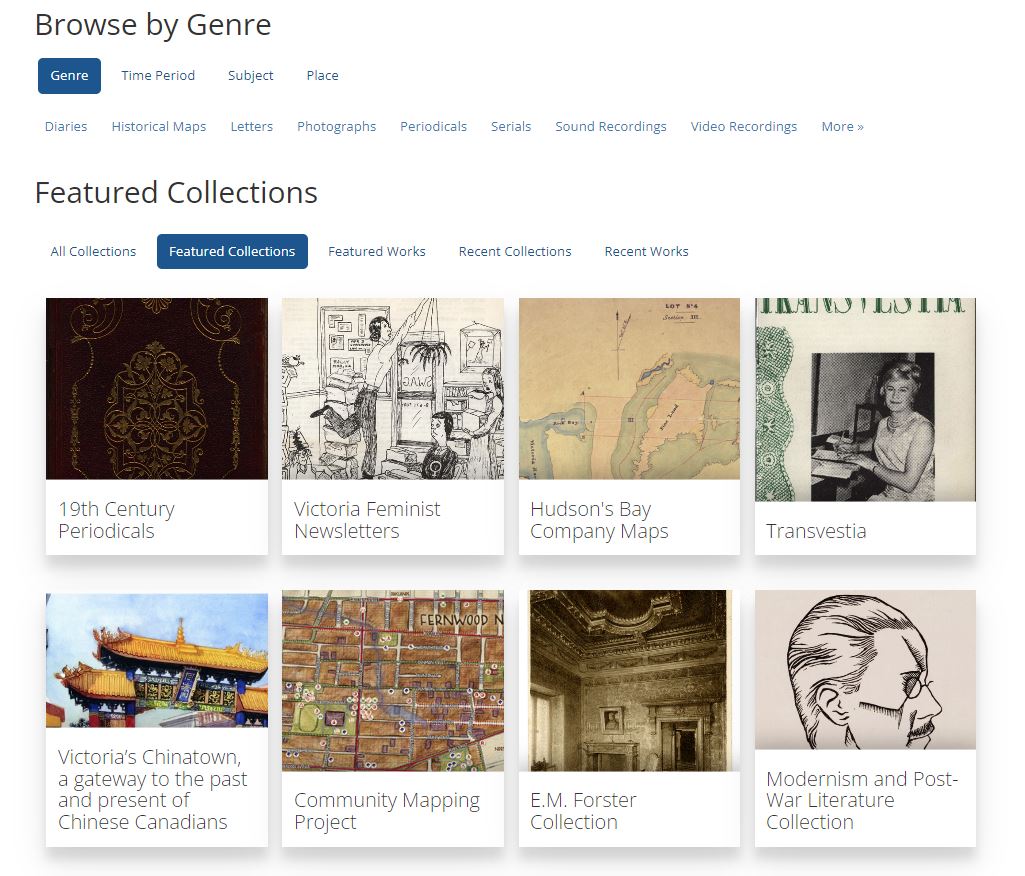 Browse by Genre
Genre Time Period Subject Place
Diaries Historical Maps Letters Photographs Periodicals Serials Sound Recordings Video Recordings More »
Featured Collections
All Collections Featured Collections Featured Works Recent Collections Recent Works
19th Century
Periodicals
SWAG
Victoria Feminist
Newsletters
LOT Nº4
Section III.
Hudson's Bay
Company Maps
TRANSVESTIA
Transvestia
Victoria's Chinatown,
a gateway to the past
and present of
Chinese Canadians
FERNWOOD N
Community Mapping
Project
E.M. Forster
Collection
Modernism and Post-
War Literature
Collection